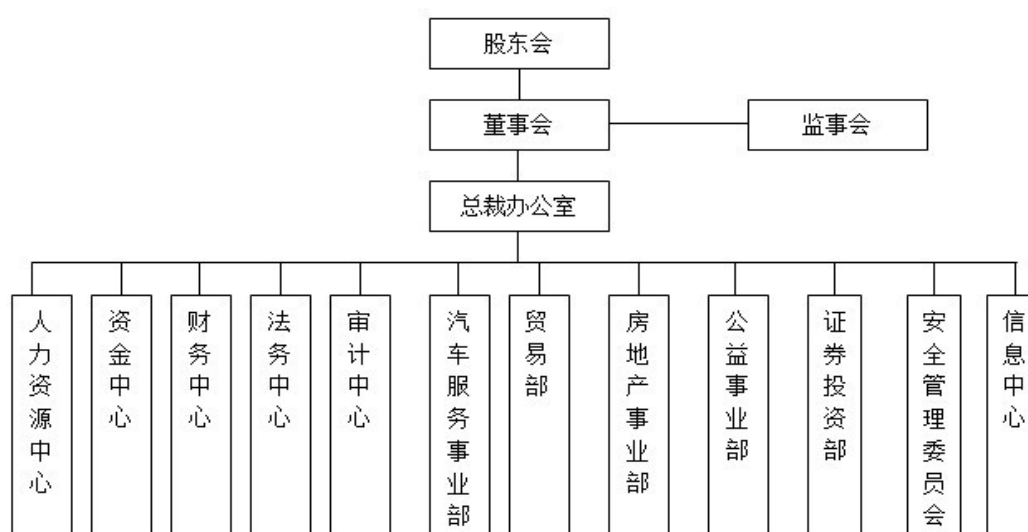 股东会
董事会
监事会
总裁办公室
人力资源中心
资金中心
财务中心
法务中心
审计中心
汽车服务事业部
贸易部
房地产事业部
公益事业部
证券投资部
安全管理委员会
信息中心